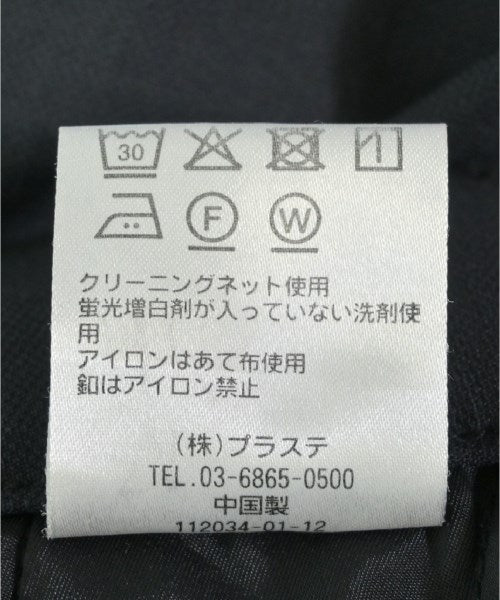 30
F W
クリーニングネット使用
蛍光増白剤が入っていない洗剤使
用
アイロンはあて布使用
釦はアイロン禁止
(株)プラステ
TEL.03-6865-0500
中国製
112034-01-12